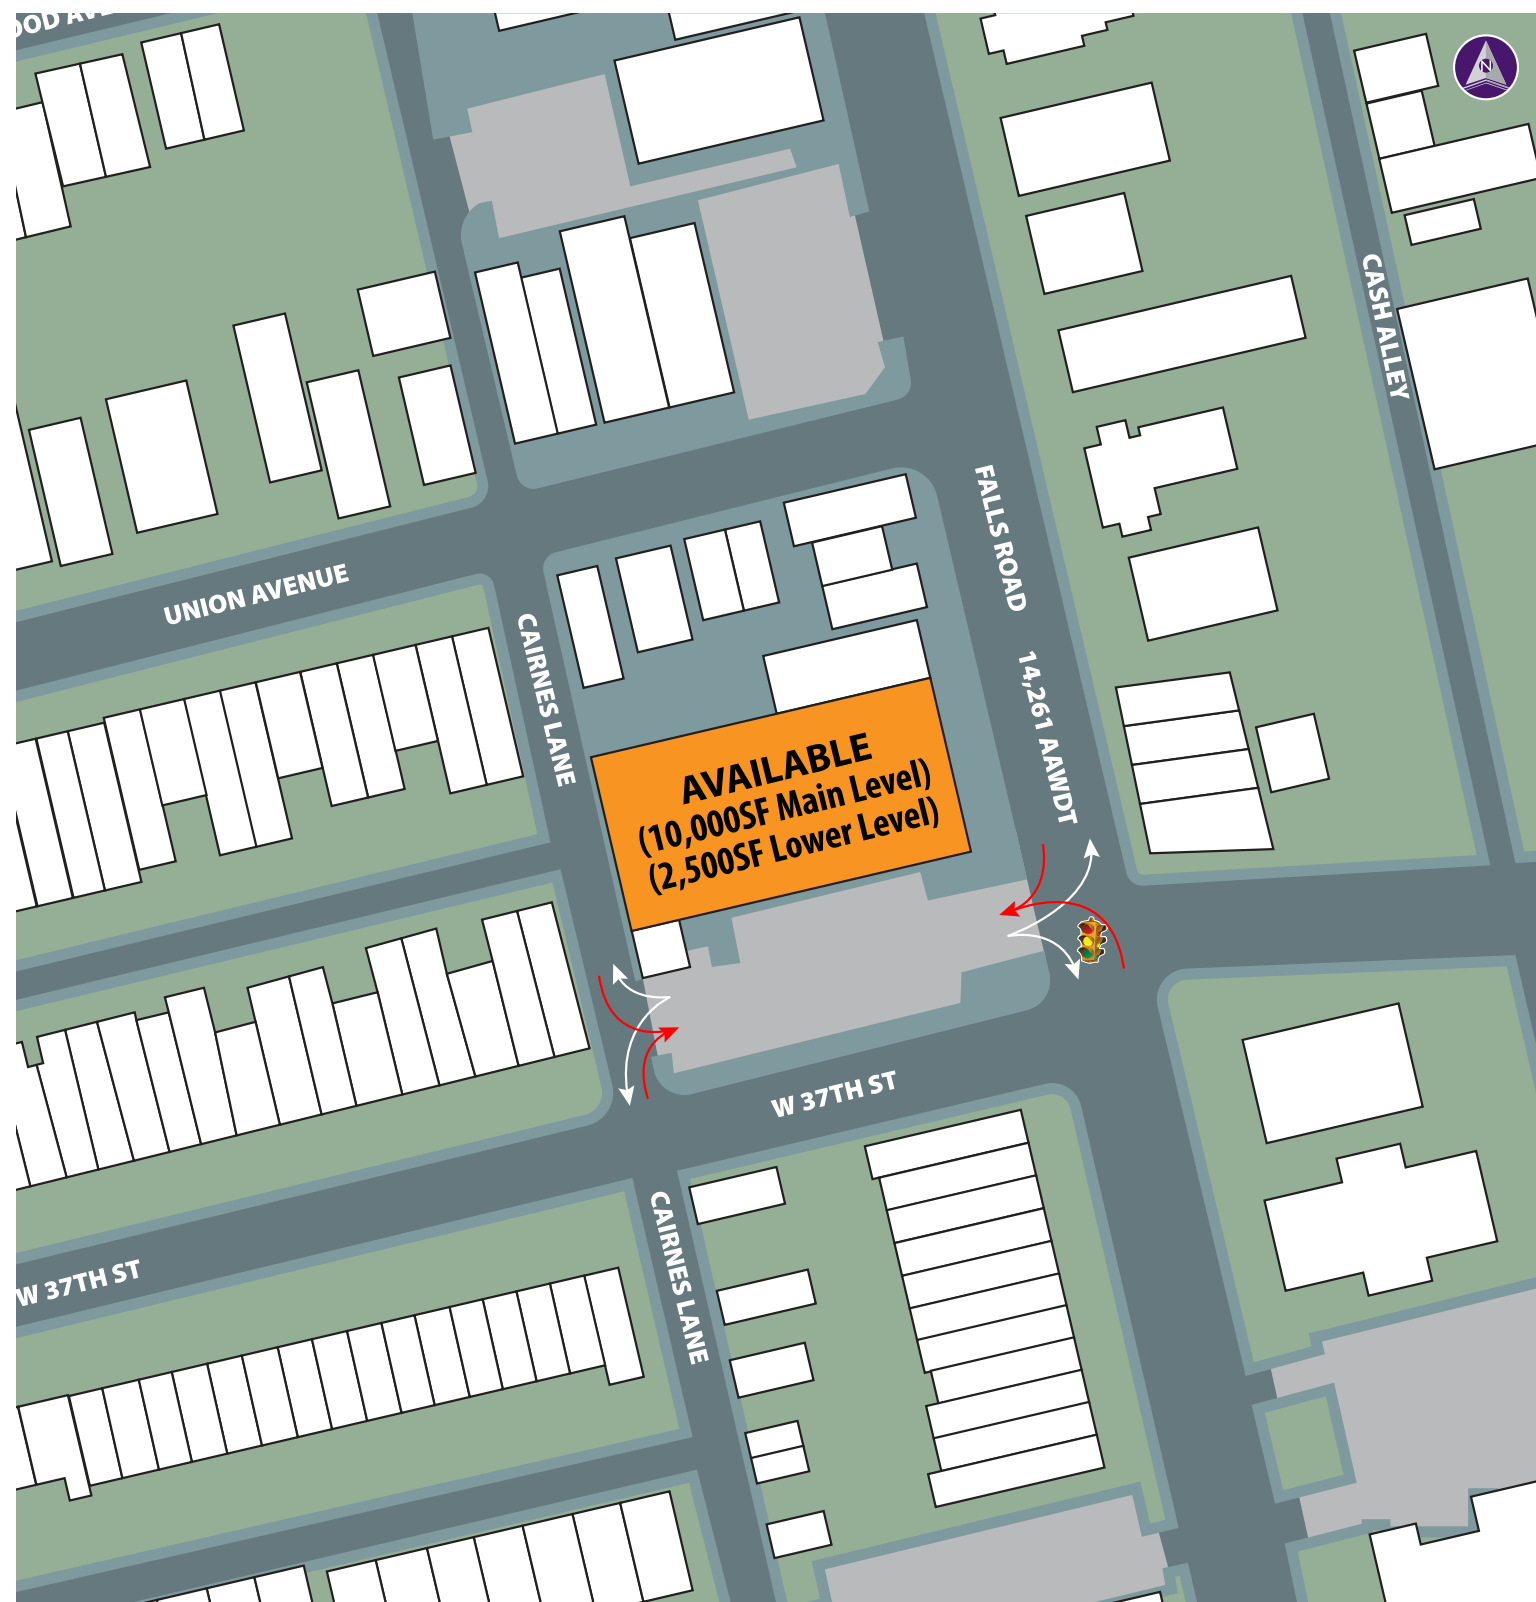 N
CASH ALLEY
FALLS ROAD
14,261 AAWDT
UNION AVENUE
CAIRNES LANE
AVAILABLE
(10,000SF Main Level)
(2,500SF Lower Level)
W 37TH ST
CAIRNES LANE
W 37TH ST